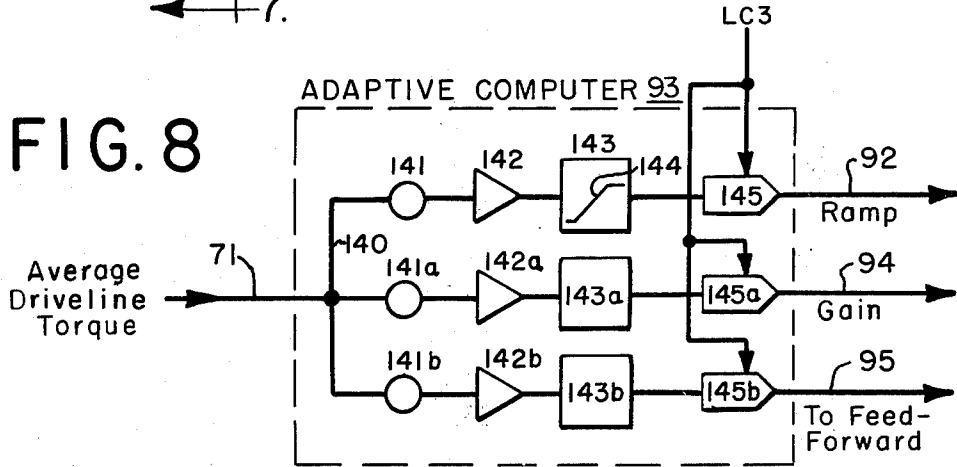 7.
LC3
ADAPTIVE COMPUTER 93
FIG. 8
141 142 143 144
145
92
Ramp
140
71
Average
Driveline
Torque
141a 142a 143a 145a
94
Gain
141b 142b 143b 145b
95
To Feed-
Forward